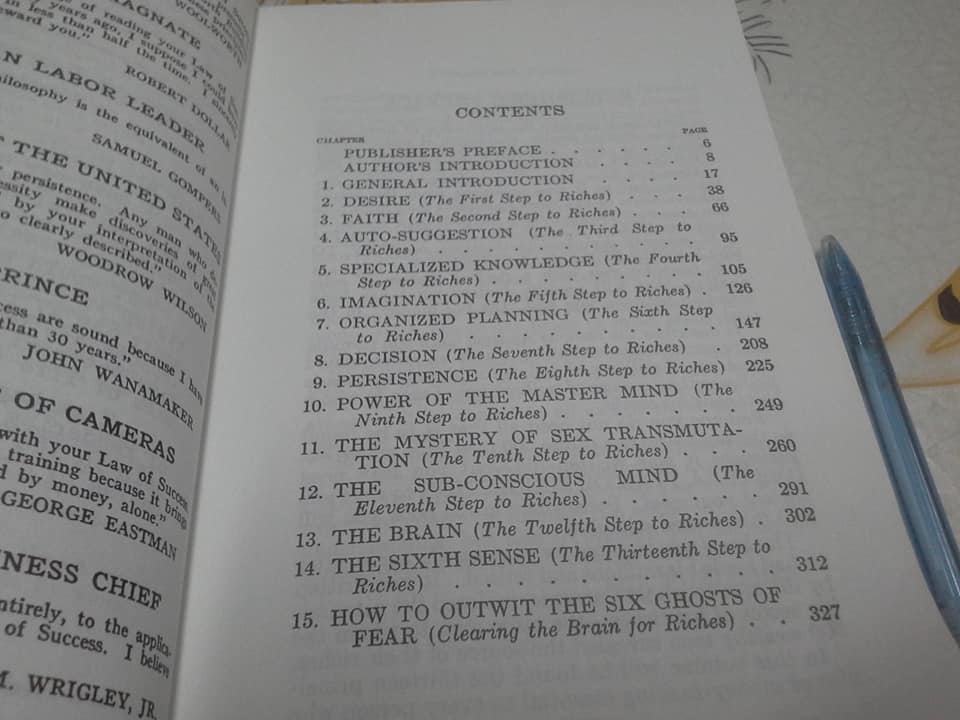 WOOLWORTH
AGNATE
of reading your Law of
years ago, I suppose I could
in less than half the time. I
reward you."
ROBERT DOLLAR
N LABOR LEADER
philosophy is the equivalent of
SAMUEL GOMPERS
THE UNITED STATES
persistence. Any man who
make discoveries of
by your interpretation of the
so clearly described."
WOODROW WILSON
PRINCE
cess are sound because I have
than 30 years."
JOHN WANAMAKER
OF CAMERAS
with your Law of Success
training because it brings
d by money, alone."
GEORGE EASTMAN
NESS CHIEF
entirely, to the applica-
of Success. I believe
M. WRIGLEY, JR.
CONTENTS
CHAPTER PAGE
PUBLISHER'S PREFACE . . . . . . 6
AUTHOR'S INTRODUCTION . . . . . 8
1. GENERAL INTRODUCTION . . . . 17
2. DESIRE (The First Step to Riches) . . . 38
3. FAITH (The Second Step to Riches) . . . 66
4. AUTO-SUGGESTION (The Third Step to
Riches) . . . . . . . . . . 95
5. SPECIALIZED KNOWLEDGE (The Fourth
Step to Riches) . . . . . . . . 105
6. IMAGINATION (The Fifth Step to Riches) . 126
7. ORGANIZED PLANNING (The Sixth Step
to Riches) . . . . . . . . . 147
8. DECISION (The Seventh Step to Riches) . 208
9. PERSISTENCE (The Eighth Step to Riches) 225
10. POWER OF THE MASTER MIND (The
Ninth Step to Riches) . . . . . . . 249
11. THE MYSTERY OF SEX TRANSMUTA-
TION (The Tenth Step to Riches) . . . 260
12. THE SUB-CONSCIOUS MIND (The
Eleventh Step to Riches) . . . . . . 291
13. THE BRAIN (The Twelfth Step to Riches) . 302
14. THE SIXTH SENSE (The Thirteenth Step to
Riches) . . . . . . . . . . 312
15. HOW TO OUTWIT THE SIX GHOSTS OF
FEAR (Clearing the Brain for Riches) . . 327